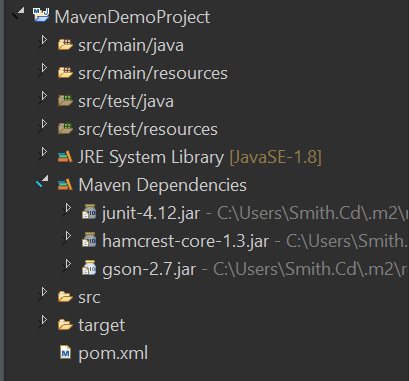 MavenDemoProject
src/main/java
src/main/resources
src/test/java
src/test/resources
JRE System Library [JavaSE-1.8]
Maven Dependencies
junit-4.12.jar - C:\Users\Smith.Cd\.m2\r
hamcrest-core-1.3.jar - C:\Users\Smith.Cd\.m2\r
gson-2.7.jar - C:\Users\Smith.Cd\.m2\r
src
target
pom.xml